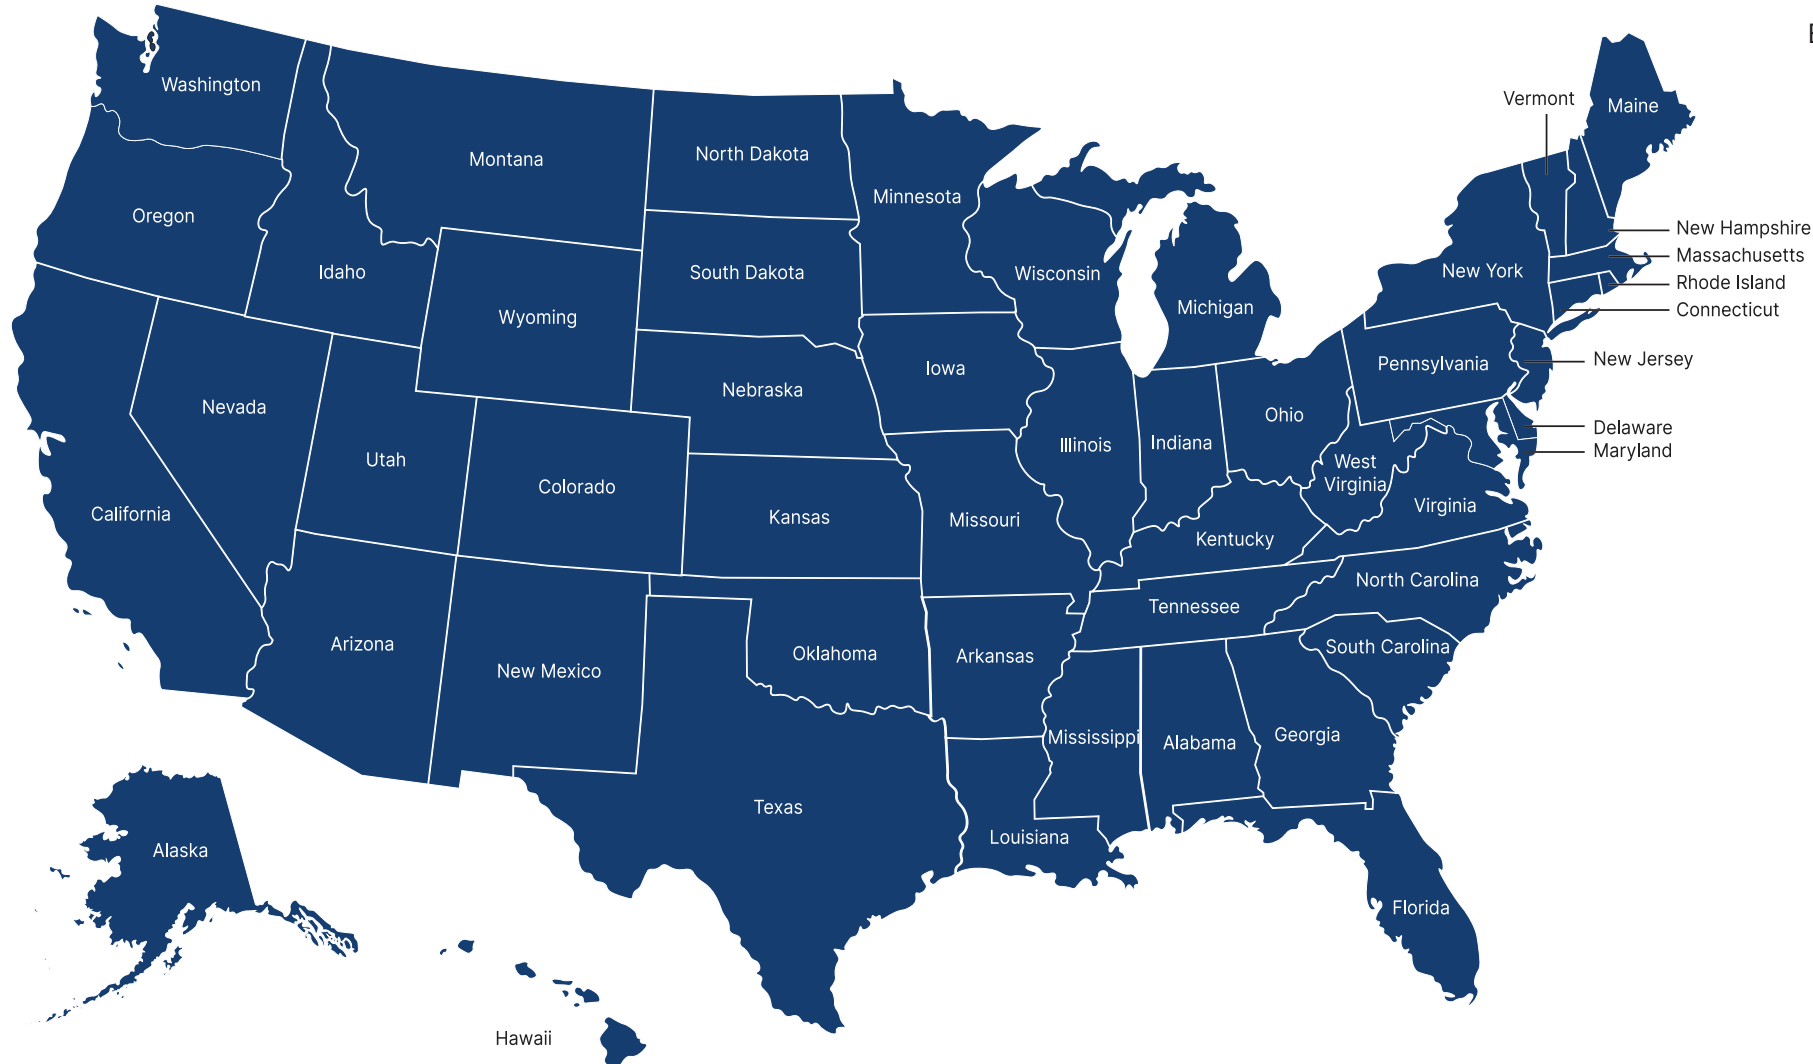 Washington
Montana
North Dakota
Minnesota
Vermont
Maine
Oregon
Idaho
South Dakota
Wisconsin
Michigan
New York
New Hampshire
Massachusetts
Rhode Island
Connecticut
Wyoming
Nebraska
Iowa
Pennsylvania
New Jersey
Nevada
Utah
Colorado
Kansas
Missouri
Illinois
Indiana
Ohio
West
Virginia
Delaware
Maryland
California
Virginia
Kentucky
North Carolina
Tennessee
South Carolina
Arizona
New Mexico
Oklahoma
Arkansas
Mississippi
Alabama
Georgia
Texas
Louisiana
Florida
Alaska
Hawaii